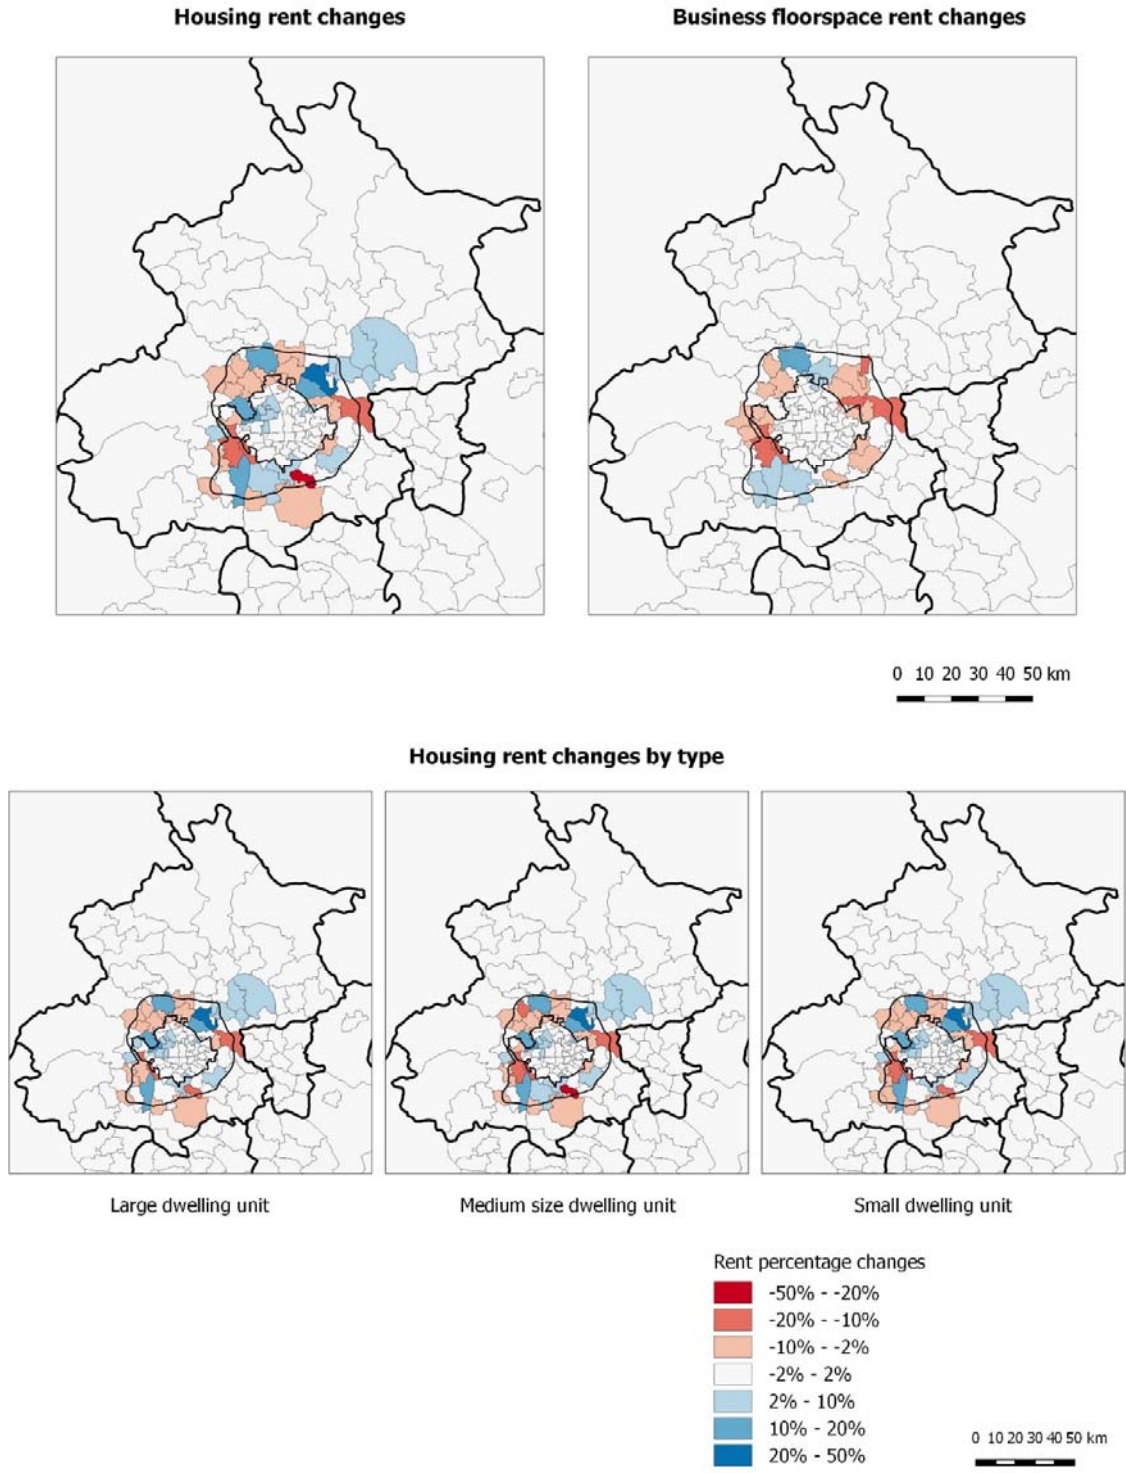 Housing rent changes
Business floorspace rent changes
0 10 20 30 40 50 km
Housing rent changes by type
Large dwelling unit
Medium size dwelling unit
Small dwelling unit
Rent percentage changes
-50% - -20%
-20% - -10%
-10% - -2%
-2% - 2%
2% - 10%
10% - 20%
20% - 50%
0 10 20 30 40 50 km